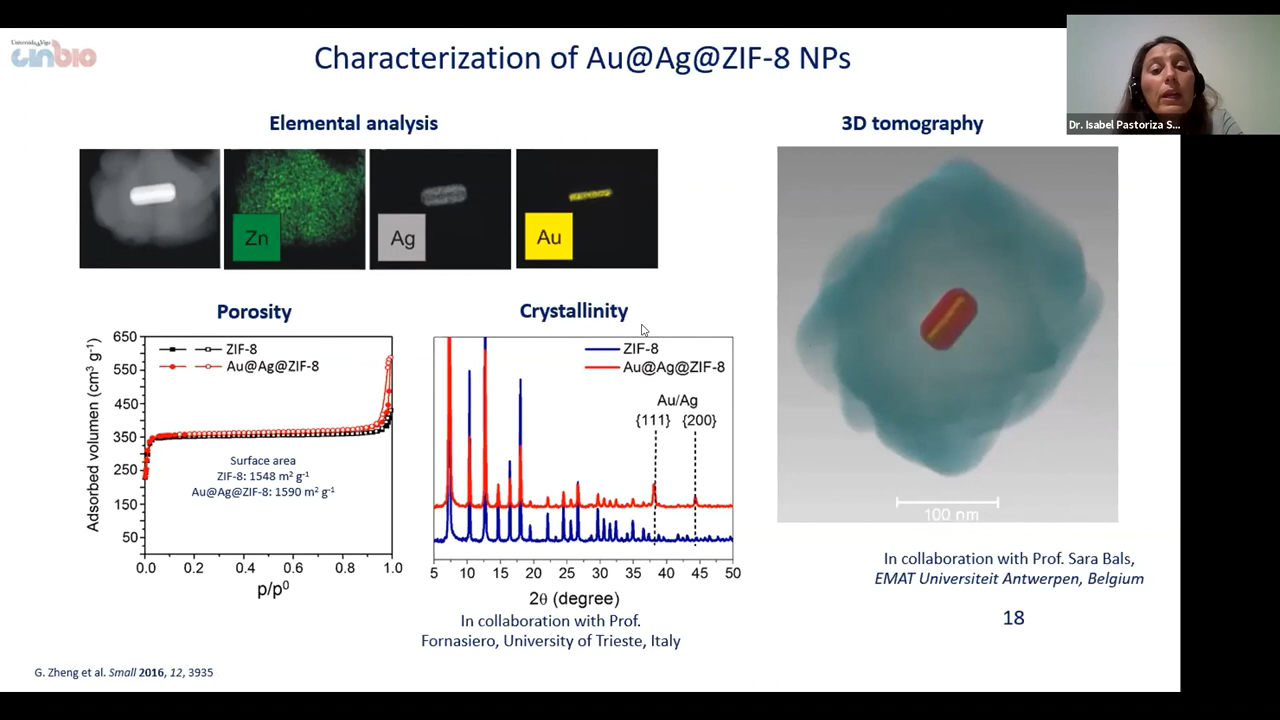 Universida de Vigo
cinbio
Characterization of Au@Ag@ZIF-8 NPs
Dr. Isabel Pastoriza S...
Elemental analysis
3D tomography
Zn
Ag
Au
Porosity
Crystallinity
650
550
450
350
250
150
50
Adsorbed volumen (cm³ g⁻¹)
ZIF-8
Au@Ag@ZIF-8
Surface area
ZIF-8: 1548 m² g⁻¹
Au@Ag@ZIF-8: 1590 m² g⁻¹
0.0 0.2 0.4 0.6 0.8 1.0
p/p⁰
ZIF-8
Au@Ag@ZIF-8
Au/Ag
{111} {200}
5 10 15 20 25 30 35 40 45 50
2θ (degree)
100 nm
In collaboration with Prof.
Fornasiero, University of Trieste, Italy
In collaboration with Prof. Sara Bals,
EMAT Universiteit Antwerpen, Belgium
18
G. Zheng et al. Small 2016, 12, 3935